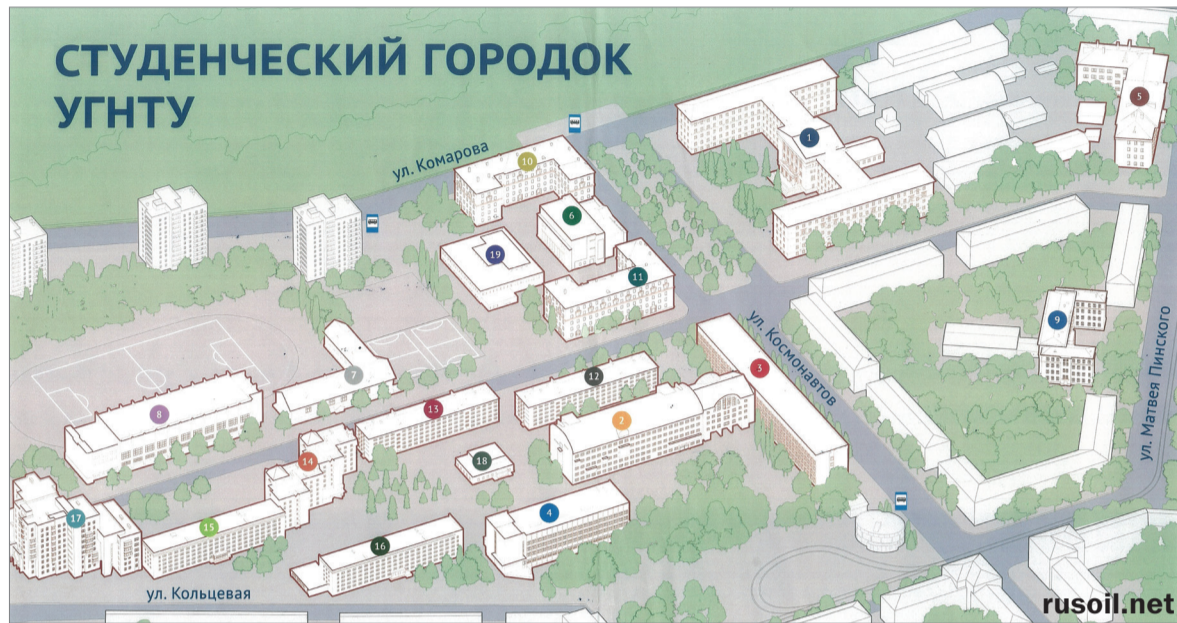 СТУДЕНЧЕСКИЙ ГОРОДОК
УГНТУ
ул. Комарова
5
1
10
6
19
11
ул. Космонавтов
9
ул. Матвея Пинского
7
12
3
8
13
2
14
18
17
15
4
16
ул. Кольцевая
rusoil.net